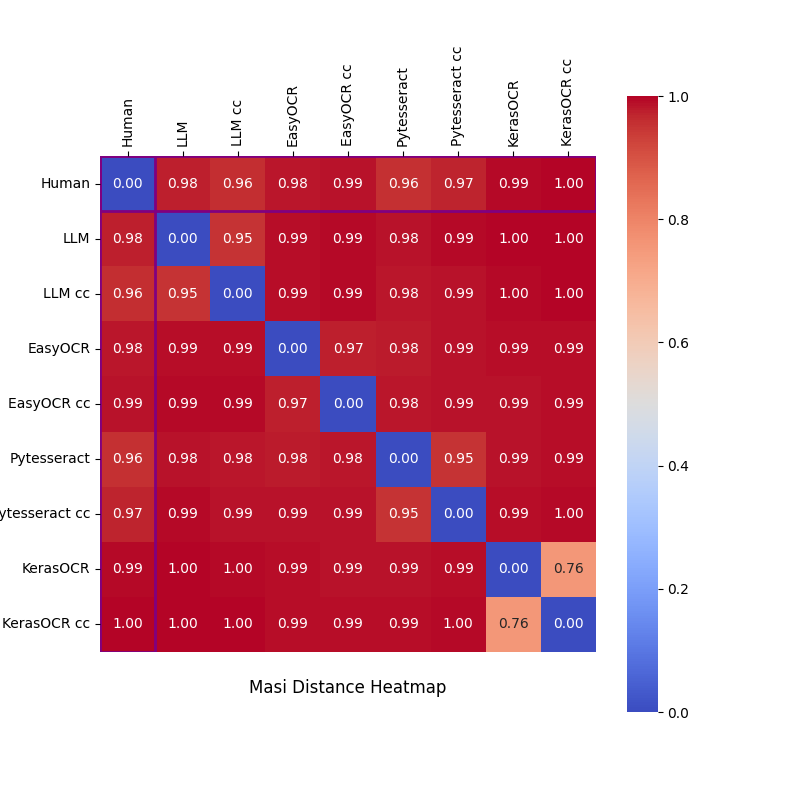 Human LLM LLM cc EasyOCR EasyOCR cc Pytesseract Pytesseract cc KerasOCR KerasOCR cc
Human 0.00 0.98 0.96 0.98 0.99 0.96 0.97 0.99 1.00
LLM 0.98 0.00 0.95 0.99 0.99 0.98 0.99 1.00 1.00
LLM cc 0.96 0.95 0.00 0.99 0.99 0.98 0.99 1.00 1.00
EasyOCR 0.98 0.99 0.99 0.00 0.97 0.98 0.99 0.99 0.99
EasyOCR cc 0.99 0.99 0.99 0.97 0.00 0.98 0.99 0.99 0.99
Pytesseract 0.96 0.98 0.98 0.98 0.98 0.00 0.95 0.99 0.99
ytesseract cc 0.97 0.99 0.99 0.99 0.99 0.95 0.00 0.99 1.00
KerasOCR 0.99 1.00 1.00 0.99 0.99 0.99 0.99 0.00 0.76
KerasOCR cc 1.00 1.00 1.00 0.99 0.99 0.99 1.00 0.76 0.00
Masi Distance Heatmap
1.0
0.8
0.6
0.4
0.2
0.0